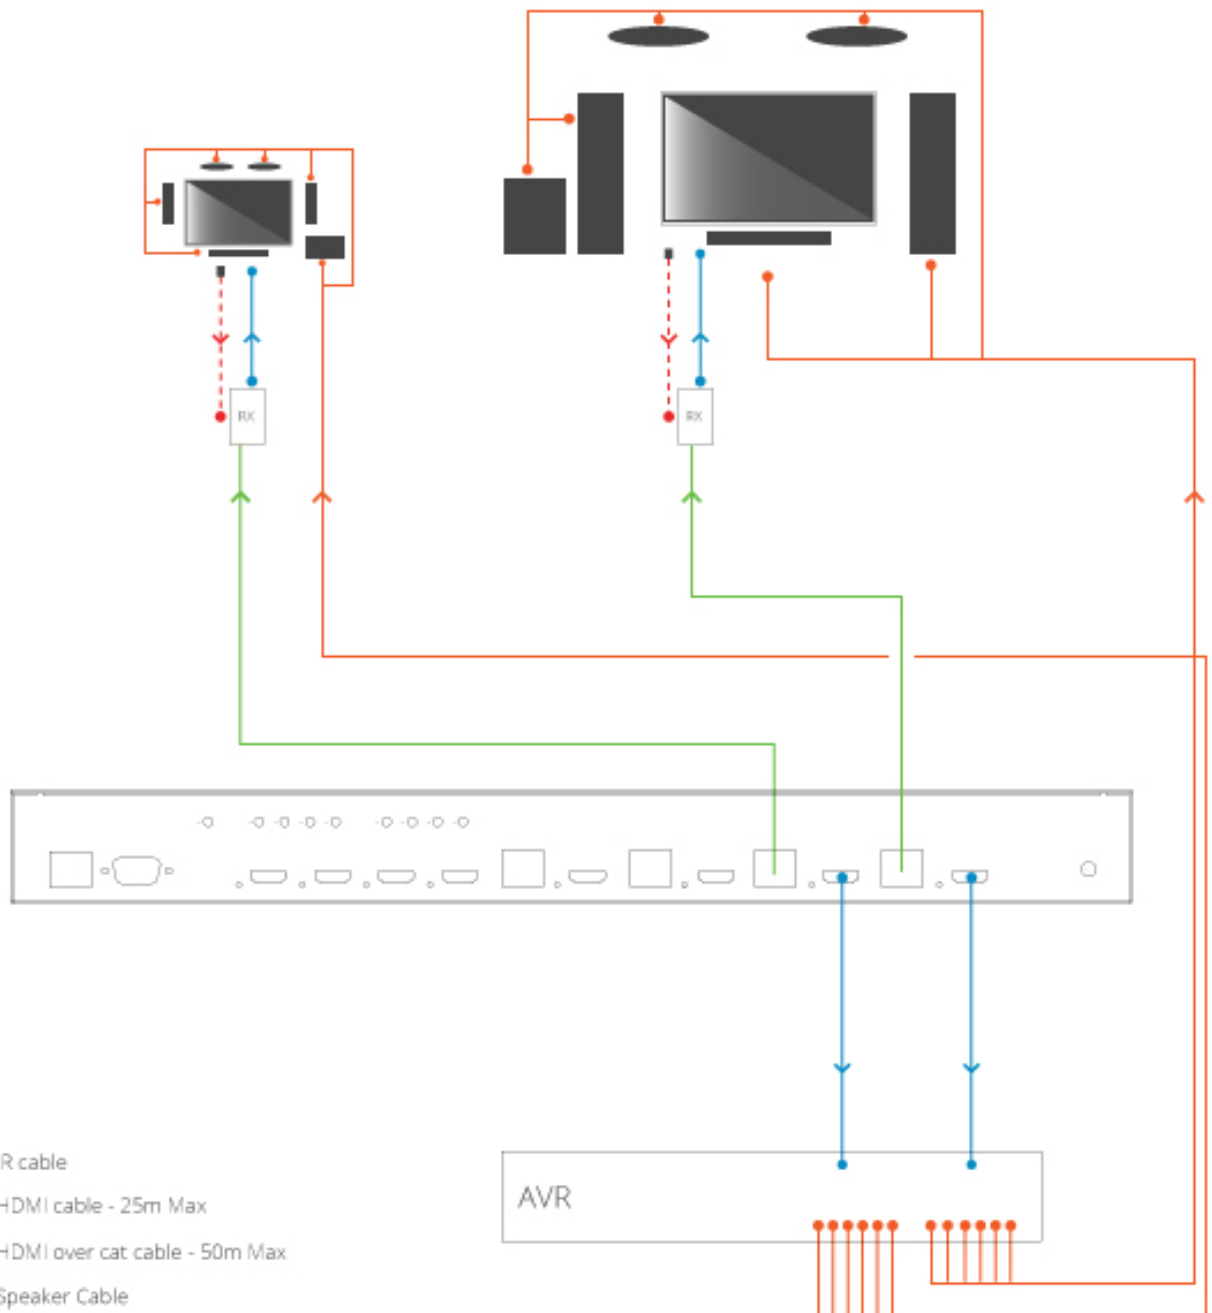 RX
RX
AVR
R cable
HDMI cable - 25m Max
HDMI over cat cable - 50m Max
Speaker Cable